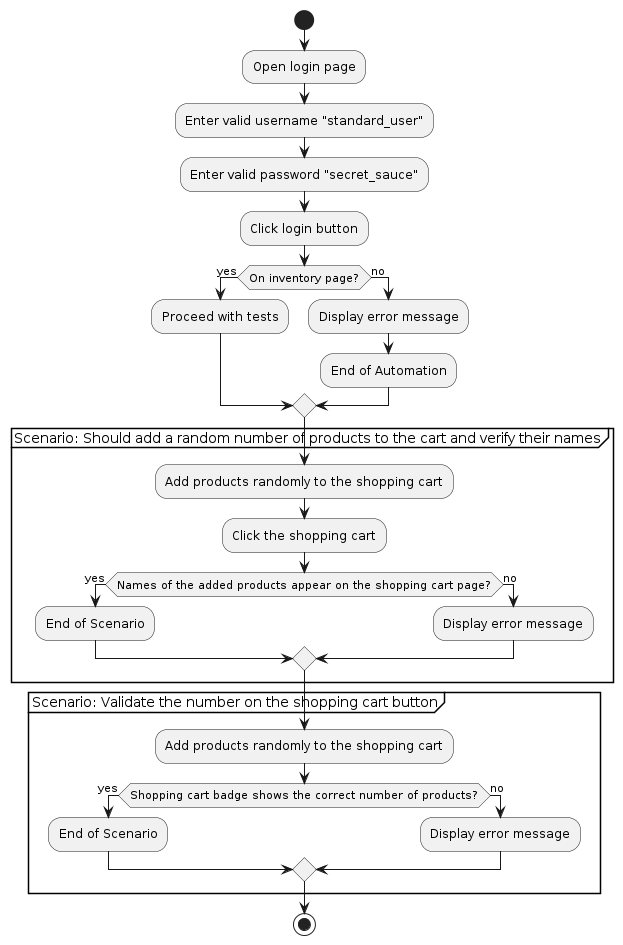 Open login page
Enter valid username "standard_user"
Enter valid password "secret_sauce"
Click login button
yes
On inventory page?
no
Proceed with tests
Display error message
End of Automation
Scenario: Should add a random number of products to the cart and verify their names
Add products randomly to the shopping cart
Click the shopping cart
yes
Names of the added products appear on the shopping cart page?
no
End of Scenario
Display error message
Scenario: Validate the number on the shopping cart button
Add products randomly to the shopping cart
yes
Shopping cart badge shows the correct number of products?
no
End of Scenario
Display error message